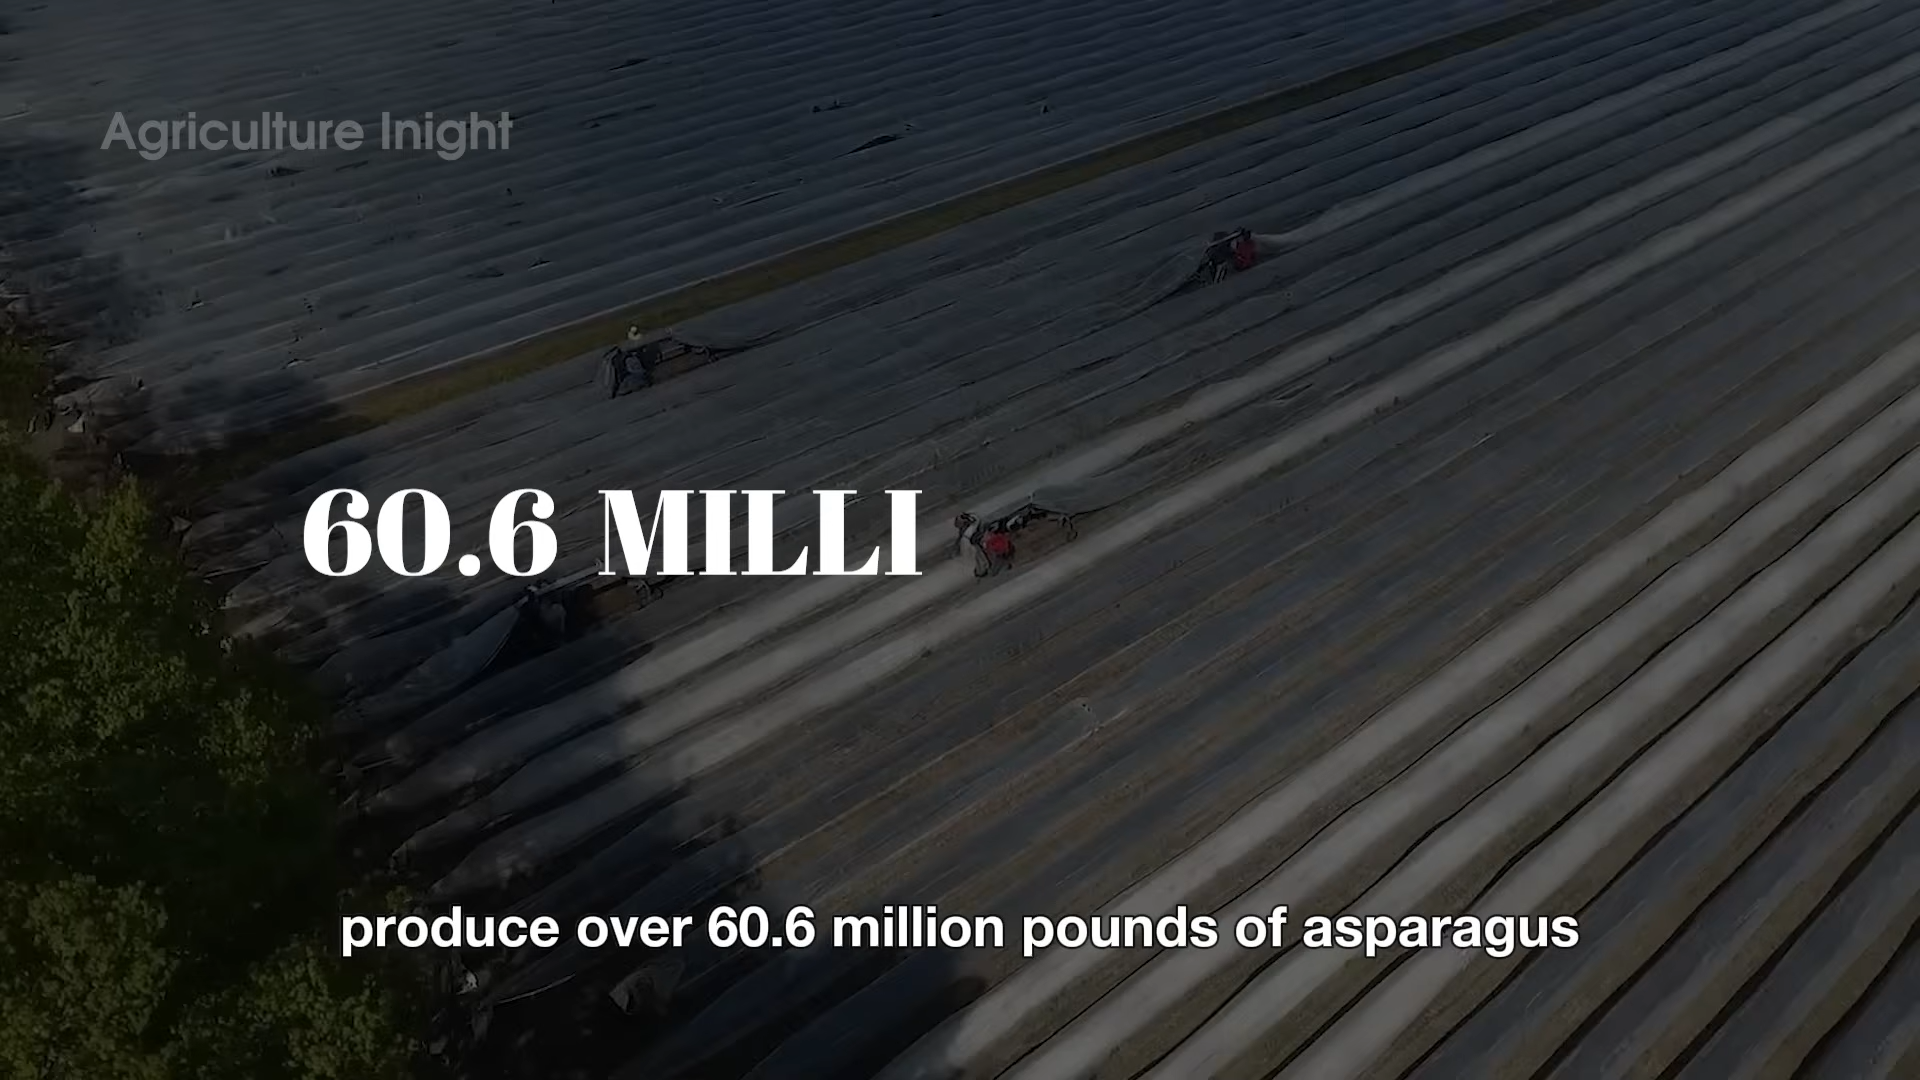 Agriculture Inight
60.6 MILLI
produce over 60.6 million pounds of asparagus